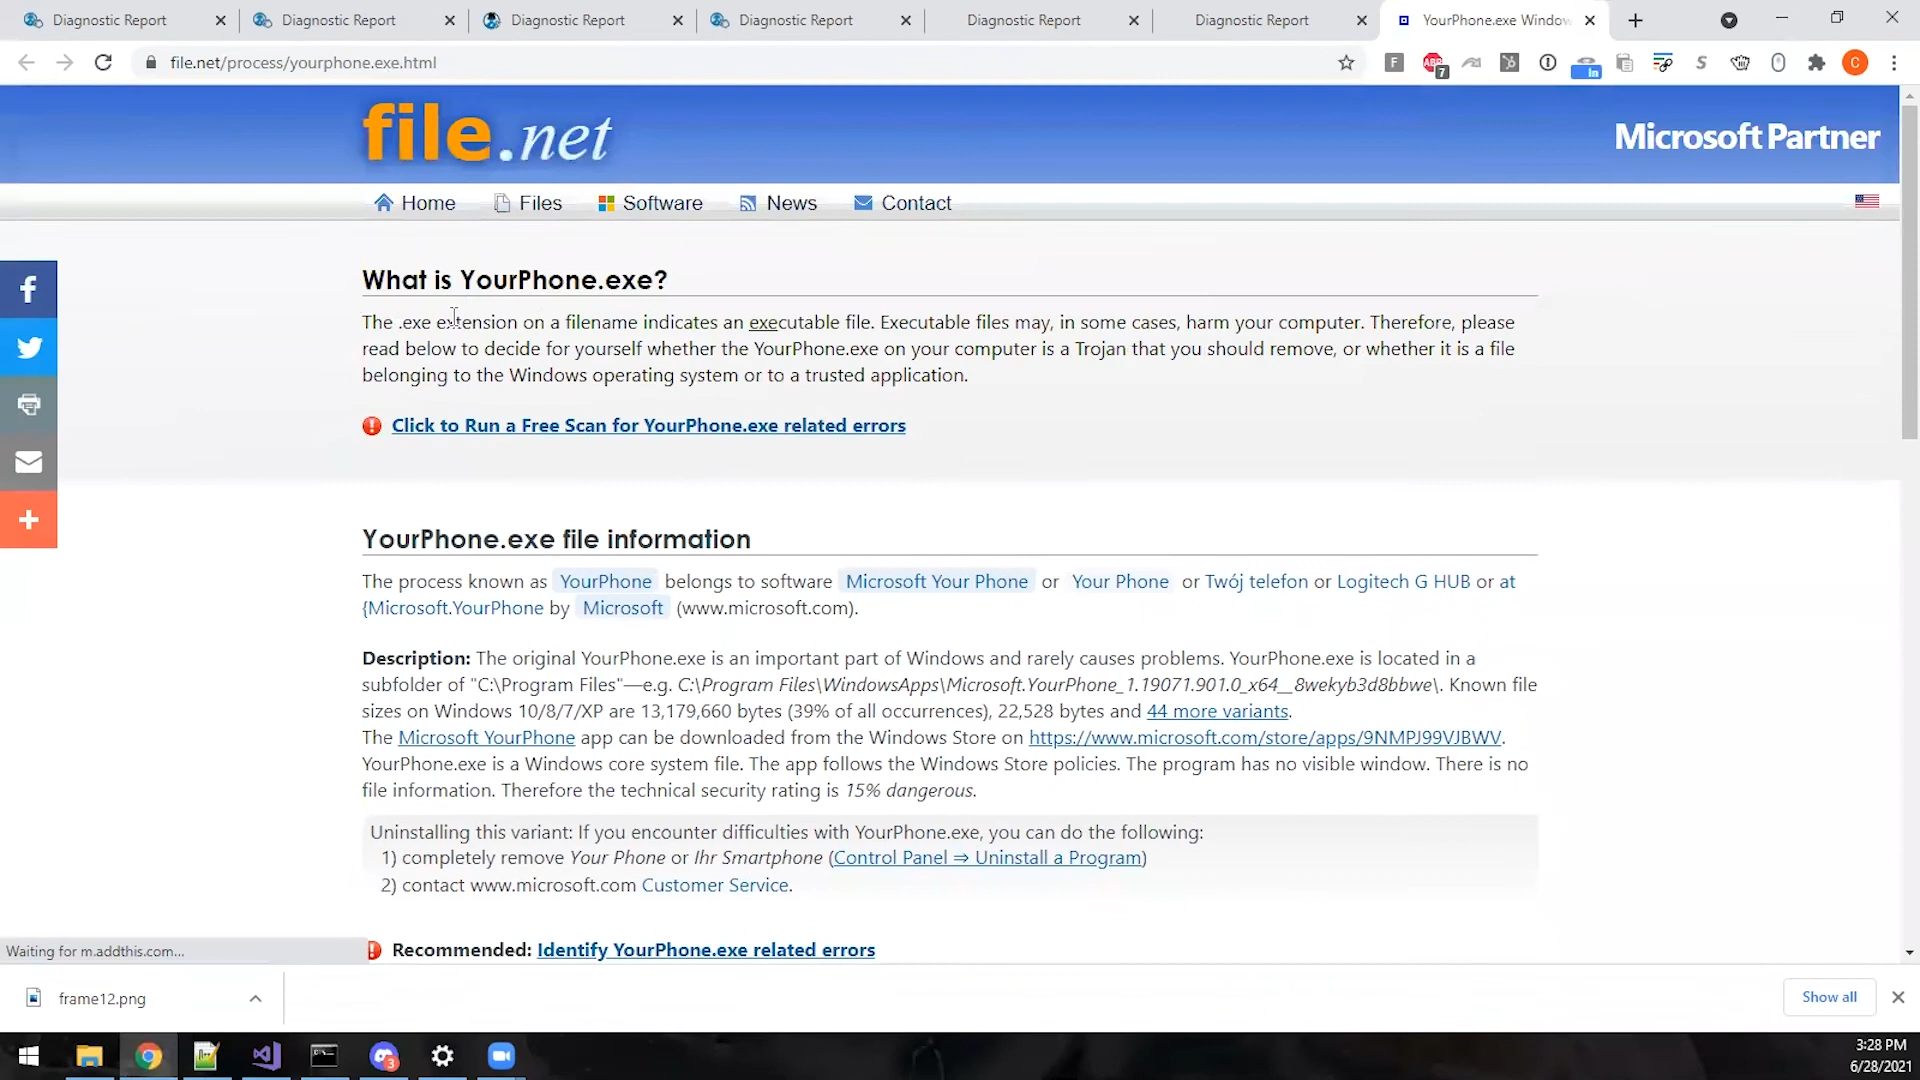 Diagnostic Report
Diagnostic Report
Diagnostic Report
Diagnostic Report
Diagnostic Report
Diagnostic Report
YourPhone.exe Window
file.net/process/yourphone.exe.html
F
ABP
7
In
S
C
file.net
Microsoft Partner
Home
Files
Software
News
Contact
What is YourPhone.exe?
The .exe extension on a filename indicates an executable file. Executable files may, in some cases, harm your computer. Therefore, please
read below to decide for yourself whether the YourPhone.exe on your computer is a Trojan that you should remove, or whether it is a file
belonging to the Windows operating system or to a trusted application.
Click to Run a Free Scan for YourPhone.exe related errors
YourPhone.exe file information
The process known as YourPhone belongs to software Microsoft Your Phone or Your Phone or Twój telefon or Logitech G HUB or at
{Microsoft.YourPhone by Microsoft (www.microsoft.com).
Description: The original YourPhone.exe is an important part of Windows and rarely causes problems. YourPhone.exe is located in a
subfolder of "C:\Program Files"—e.g. C:\Program Files\WindowsApps\Microsoft.YourPhone_1.19071.901.0_x64__8wekyb3d8bbwe\. Known file
sizes on Windows 10/8/7/XP are 13,179,660 bytes (39% of all occurrences), 22,528 bytes and 44 more variants.
The Microsoft YourPhone app can be downloaded from the Windows Store on https://www.microsoft.com/store/apps/9NMPJ99VJBWV.
YourPhone.exe is a Windows core system file. The app follows the Windows Store policies. The program has no visible window. There is no
file information. Therefore the technical security rating is 15% dangerous.
Uninstalling this variant: If you encounter difficulties with YourPhone.exe, you can do the following:
1) completely remove Your Phone or Ihr Smartphone (Control Panel ⇒ Uninstall a Program)
2) contact www.microsoft.com Customer Service.
Recommended: Identify YourPhone.exe related errors
Waiting for m.addthis.com...
frame12.png
Show all
3
3:28 PM
6/28/2021